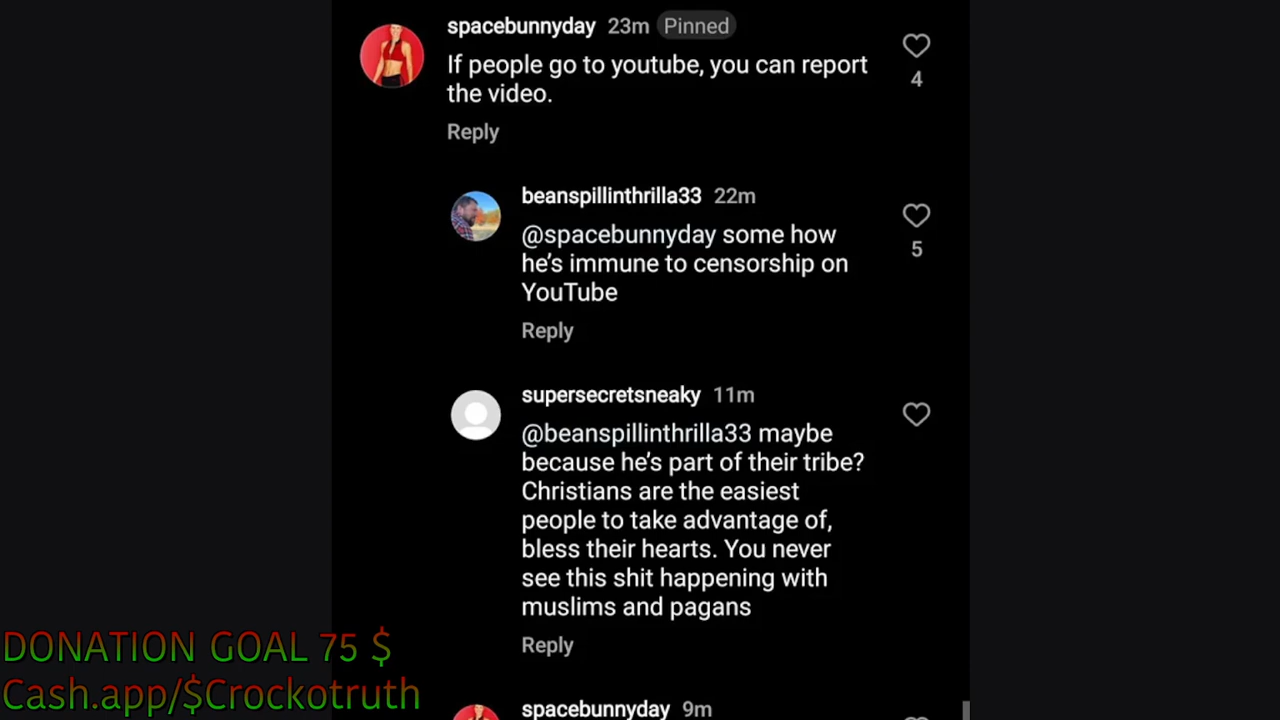 spacebunnyday 23m Pinned
If people go to youtube, you can report
the video.
4
Reply
beanspillinthrilla33 22m
@spacebunnyday some how
he's immune to censorship on
YouTube
5
Reply
supersecretsneaky 11m
@beanspillinthrilla33 maybe
because he's part of their tribe?
Christians are the easiest
people to take advantage of,
bless their hearts. You never
see this shit happening with
muslims and pagans
Reply
spacebunnyday 9m
DONATION GOAL 75 $
Cash.app/$Crockotruth